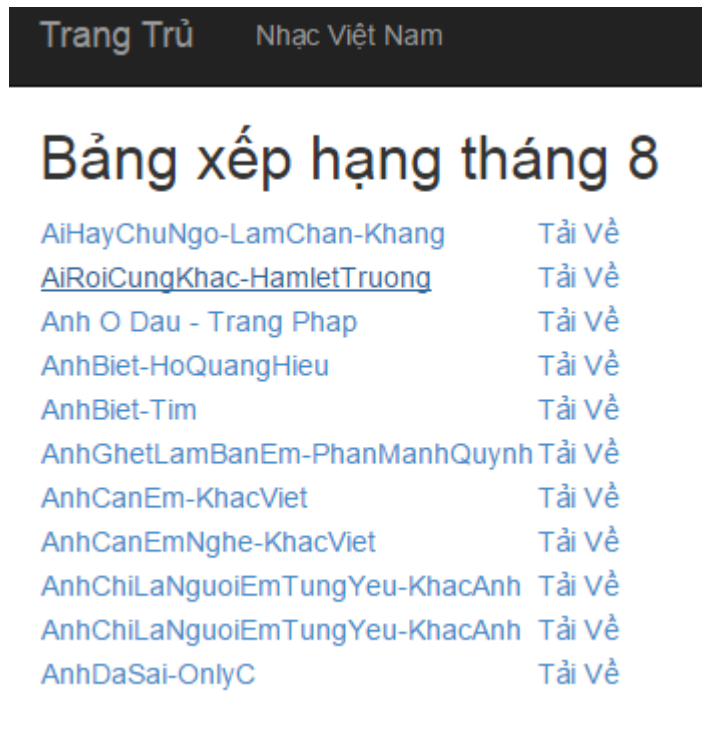 Trang Trủ Nhạc Việt Nam
Bảng xếp hạng tháng 8
AiHayChuNgo-LamChan-Khang Tải Về
AiRoiCungKhac-HamletTruong Tải Về
Anh O Dau - Trang Phap Tải Về
AnhBiet-HoQuangHieu Tải Về
AnhBiet-Tim Tải Về
AnhGhetLamBanEm-PhanManhQuynh Tải Về
AnhCanEm-KhacViet Tải Về
AnhCanEmNghe-KhacViet Tải Về
AnhChiLaNguoiEmTungYeu-KhacAnh Tải Về
AnhChiLaNguoiEmTungYeu-KhacAnh Tải Về
AnhDaSai-OnlyC Tải Về